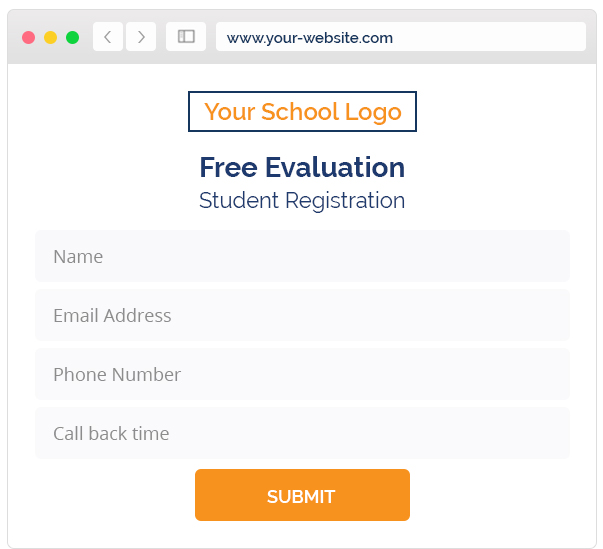 www.your-website.com
Your School Logo
Free Evaluation
Student Registration
Name
Email Address
Phone Number
Call back time
SUBMIT